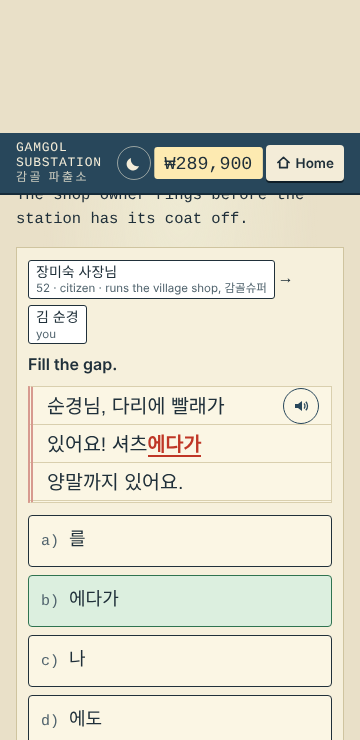 GAMGOL
SUBSTATION
감골 파출소
₩289,900
Home
The shop owner rings before the
station has its coat off.
장미숙 사장님
52 · citizen · runs the village shop, 감골슈퍼
→
김 순경
you
Fill the gap.
순경님, 다리에 빨래가
있어요! 셔츠에다가
양말까지 있어요.
a) 를
b) 에다가
c) 나
d) 에도